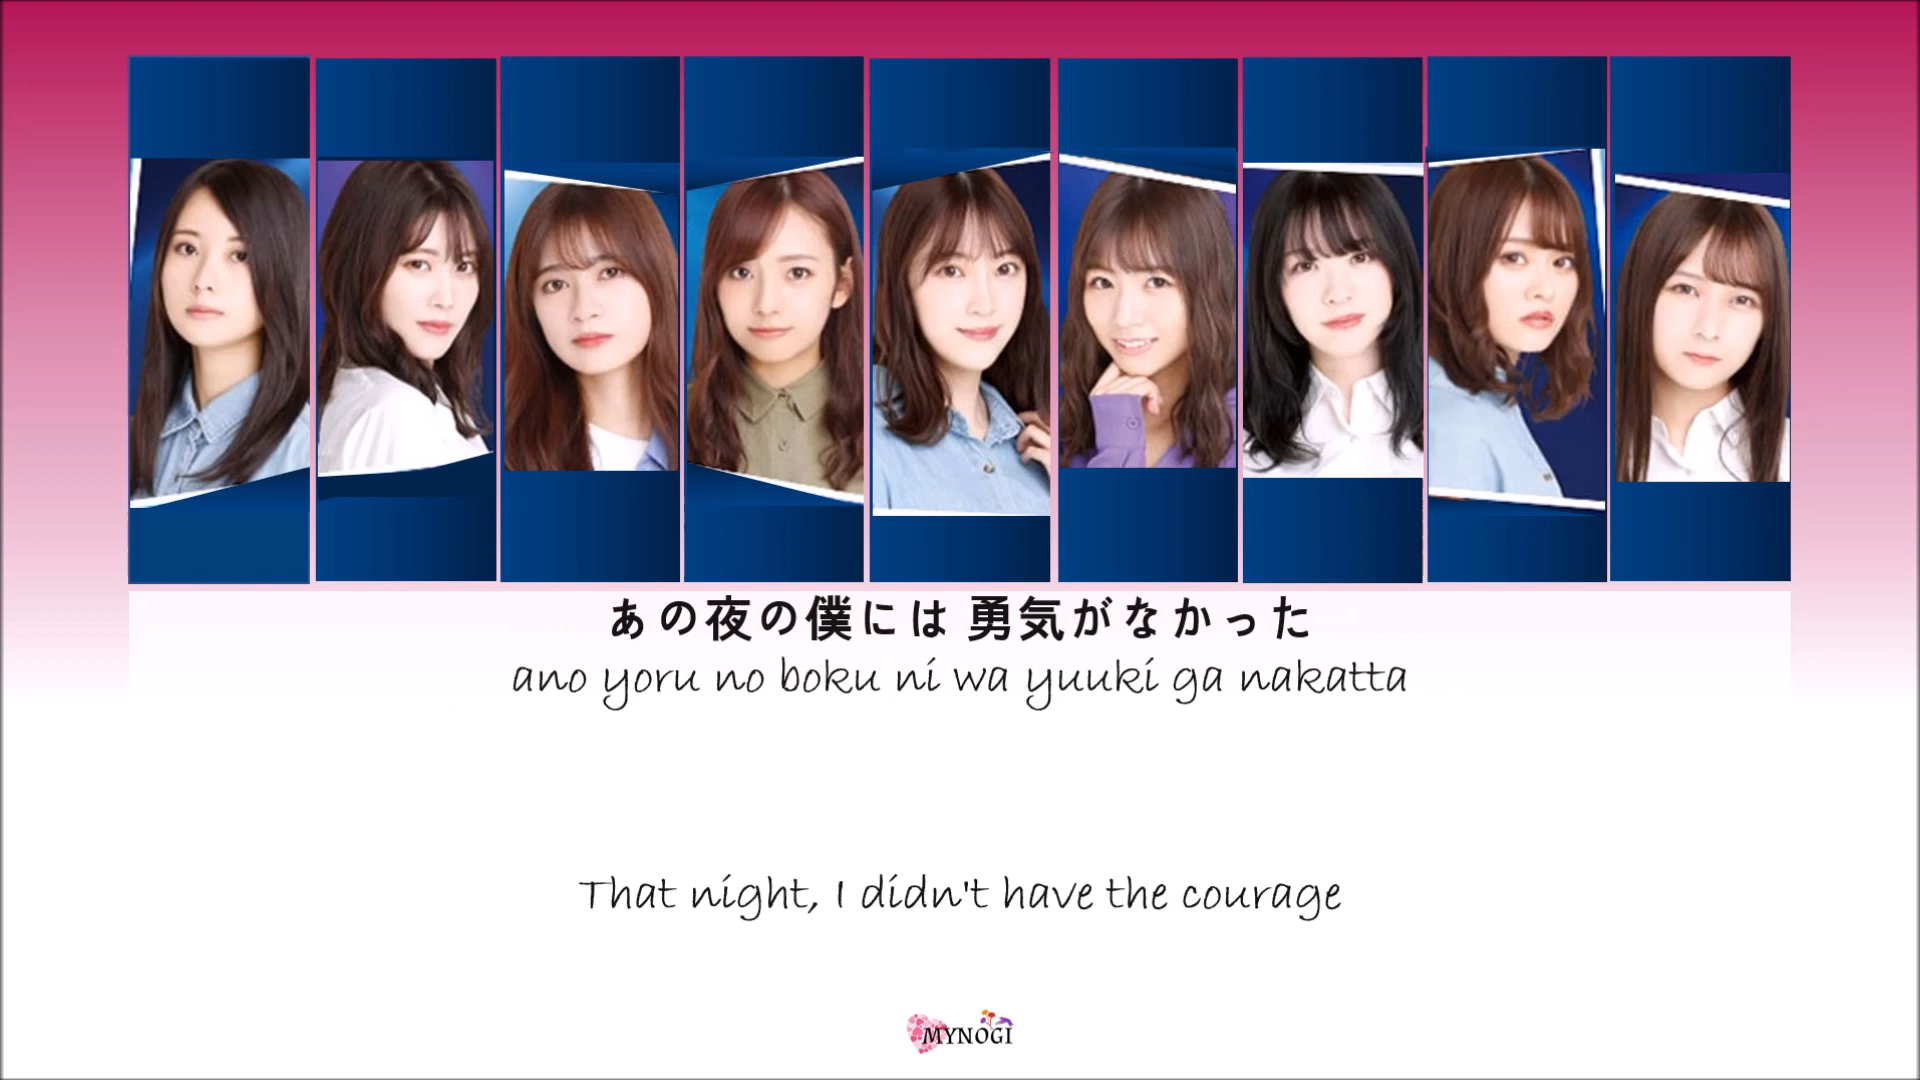 あの夜の僕には 勇気がなかった
ano yoru no boku ni wa yuuki ga nakatta
That night, I didn't have the courage
MYNOGI